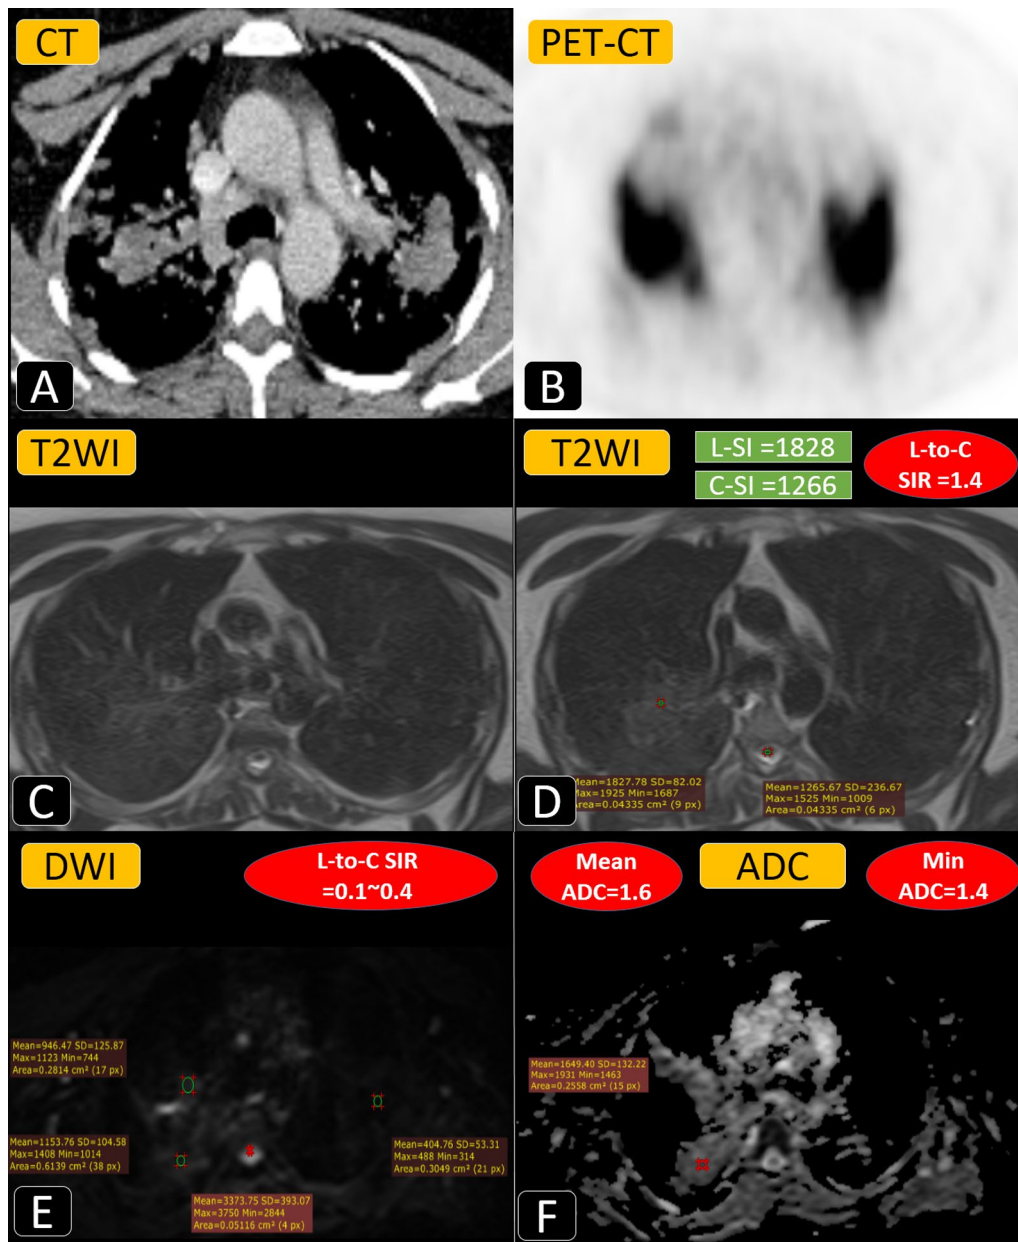 CT
PET-CT
A
B
T2WI
T2WI
L-SI =1828
C-SI =1266
L-to-C
SIR =1.4
Mean=1827.78 SD=82.02
Max=1925 Min=1687
Area=0.04335 cm² (9 px)
Mean=1265.67 SD=236.67
Max=1525 Min=1009
Area=0.04335 cm² (6 px)
C
D
DWI
L-to-C SIR
=0.1~0.4
Mean
ADC=1.6
ADC
Min
ADC=1.4
Mean=946.47 SD=125.87
Max=1123 Min=744
Area=0.2814 cm² (17 px)
Mean=1153.76 SD=104.58
Max=1408 Min=1014
Area=0.6139 cm² (38 px)
Mean=404.76 SD=53.31
Max=488 Min=314
Area=0.3049 cm² (21 px)
Mean=3373.75 SD=393.07
Max=3750 Min=2844
Area=0.05116 cm² (4 px)
Mean=1649.40 SD=132.22
Max=1931 Min=1463
Area=0.2558 cm² (15 px)
E
F